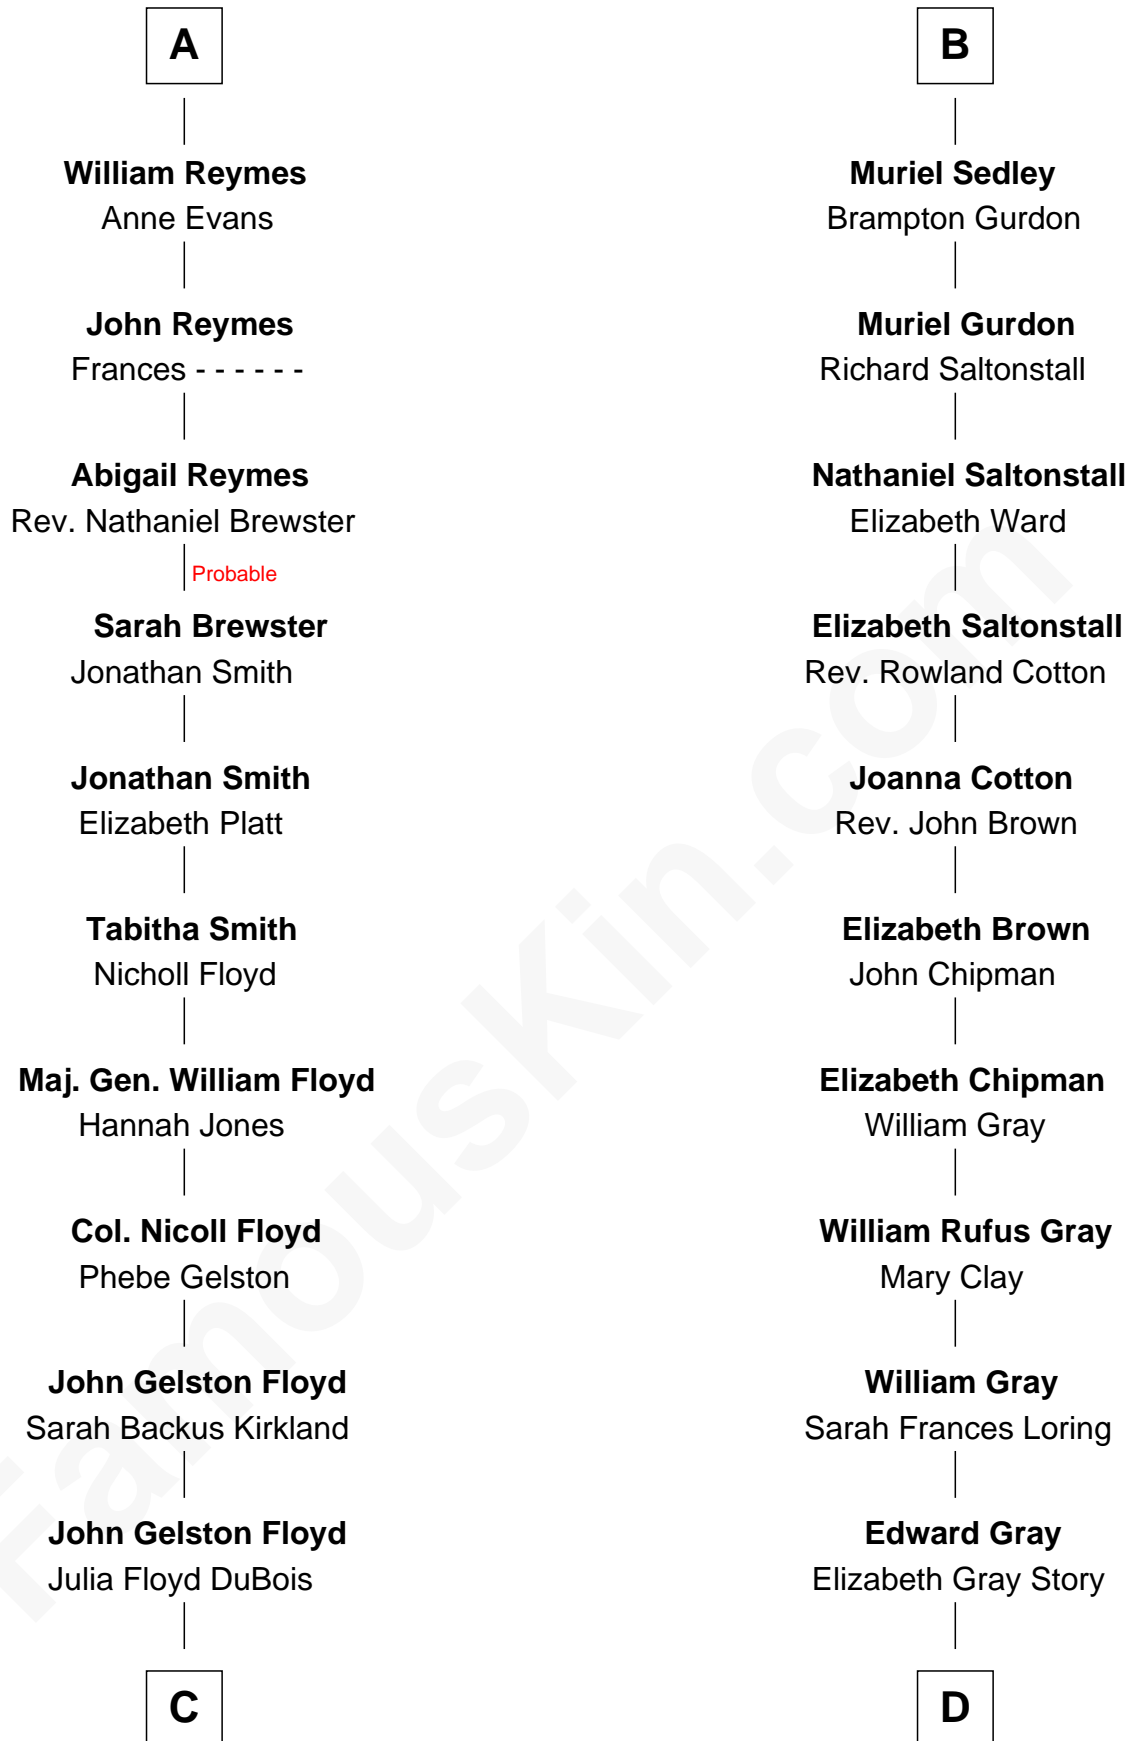 A
William Reymes
Anne Evans
John Reymes
Frances - - - - - -
Abigail Reymes
Rev. Nathaniel Brewster
Probable
Sarah Brewster
Jonathan Smith
Jonathan Smith
Elizabeth Platt
Tabitha Smith
Nicholl Floyd
Maj. Gen. William Floyd
Hannah Jones
Col. Nicoll Floyd
Phebe Gelston
John Gelston Floyd
Sarah Backus Kirkland
John Gelston Floyd
Julia Floyd DuBois
C
B
Muriel Sedley
Brampton Gurdon
Muriel Gurdon
Richard Saltonstall
Nathaniel Saltonstall
Elizabeth Ward
Elizabeth Saltonstall
Rev. Rowland Cotton
Joanna Cotton
Rev. John Brown
Elizabeth Brown
John Chipman
Elizabeth Chipman
William Gray
William Rufus Gray
Mary Clay
William Gray
Sarah Frances Loring
Edward Gray
Elizabeth Gray Story
D
FamousKin.com